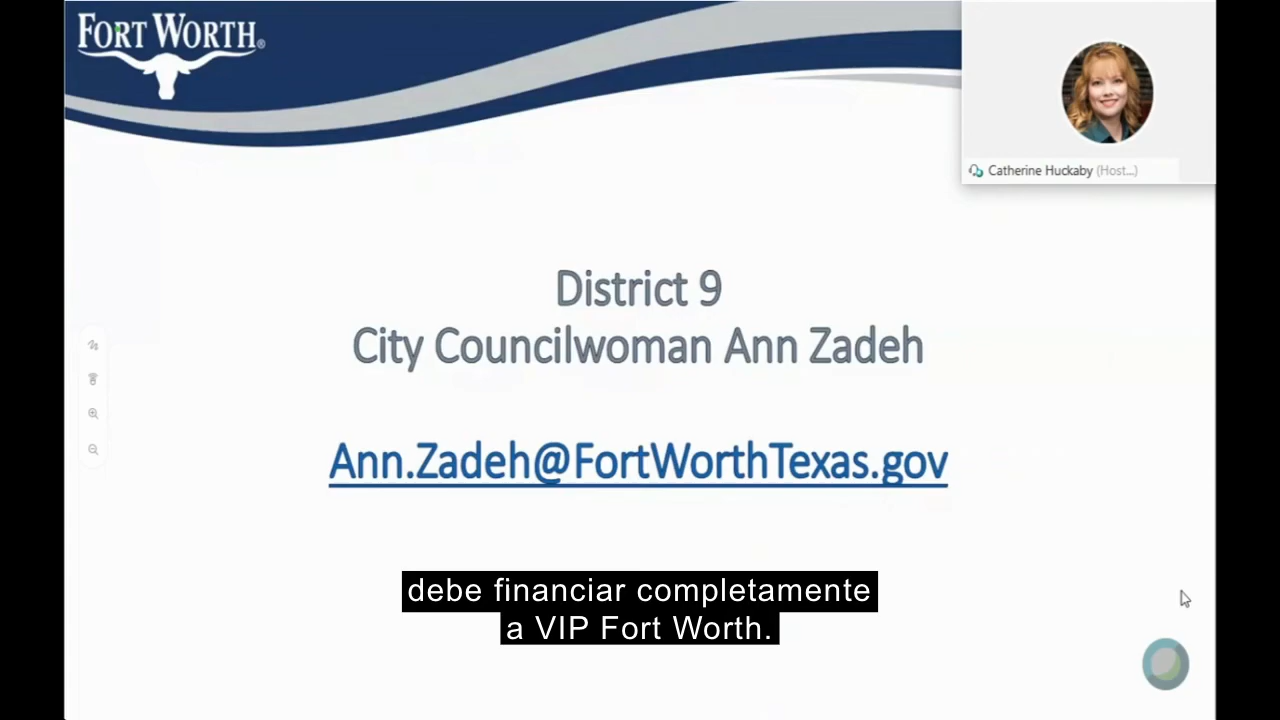 FORT WORTH®
Catherine Huckaby (Host...)
District 9
City Councilwoman Ann Zadeh
Ann.Zadeh@FortWorthTexas.gov
debe financiar completamente
a VIP Fort Worth.